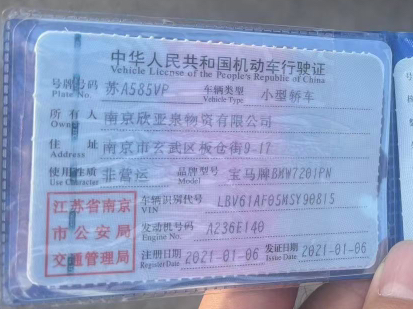 中华人民共和国机动车行驶证
Vehicle License of the People's Republic of China
号牌号码 苏A585VP 车辆类型 小型轿车
Plate No. Vehicle Type
所有人 南京欣亚泉物资有限公司
Owner
住址 南京市玄武区板仓街9-17
Address
使用性质 非营运 品牌型号 宝马牌BMW7201PN
Use Character Model
江苏省南京 车辆识别代号 LBV61AF05MSY90815
VIN
市公安局 发动机号码 A236E140
Engine No.
交通管理局 注册日期 2021-01-06 发证日期 2021-01-06
Register Date Issue Date